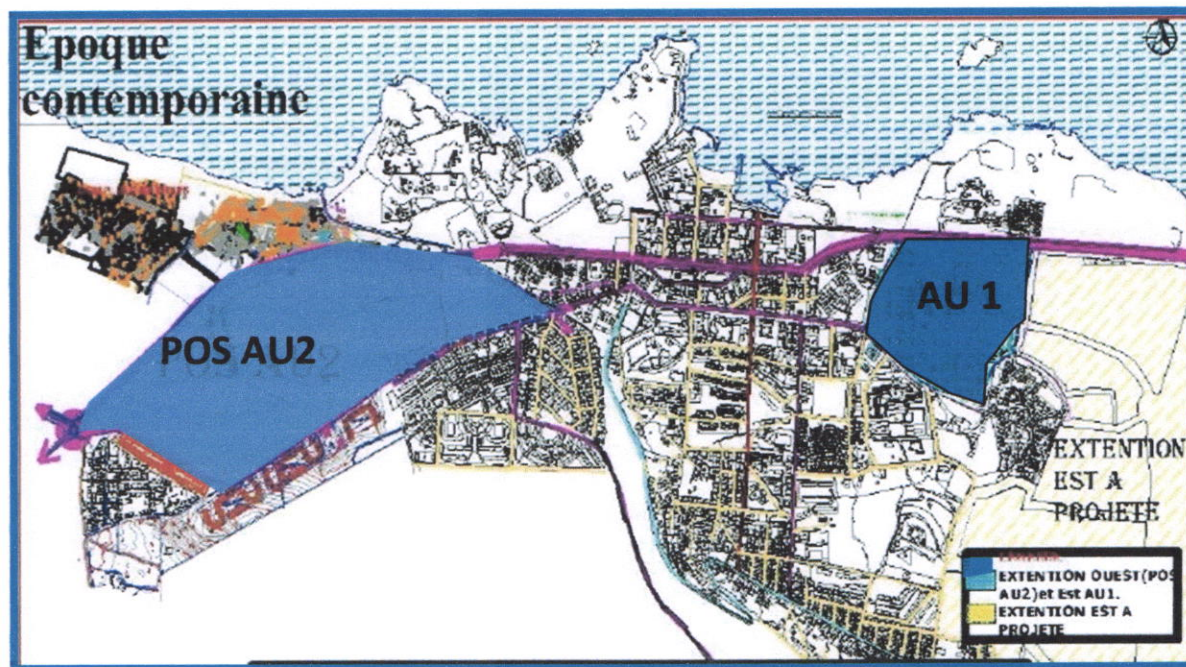 Epoque
contemporaine
POS AU2
AU 1
EXTENTION
EST A
PROJETE
EXTENTION OUEST(POS
AU2)et Est AU1.
EXTENTION EST A
PROJETE